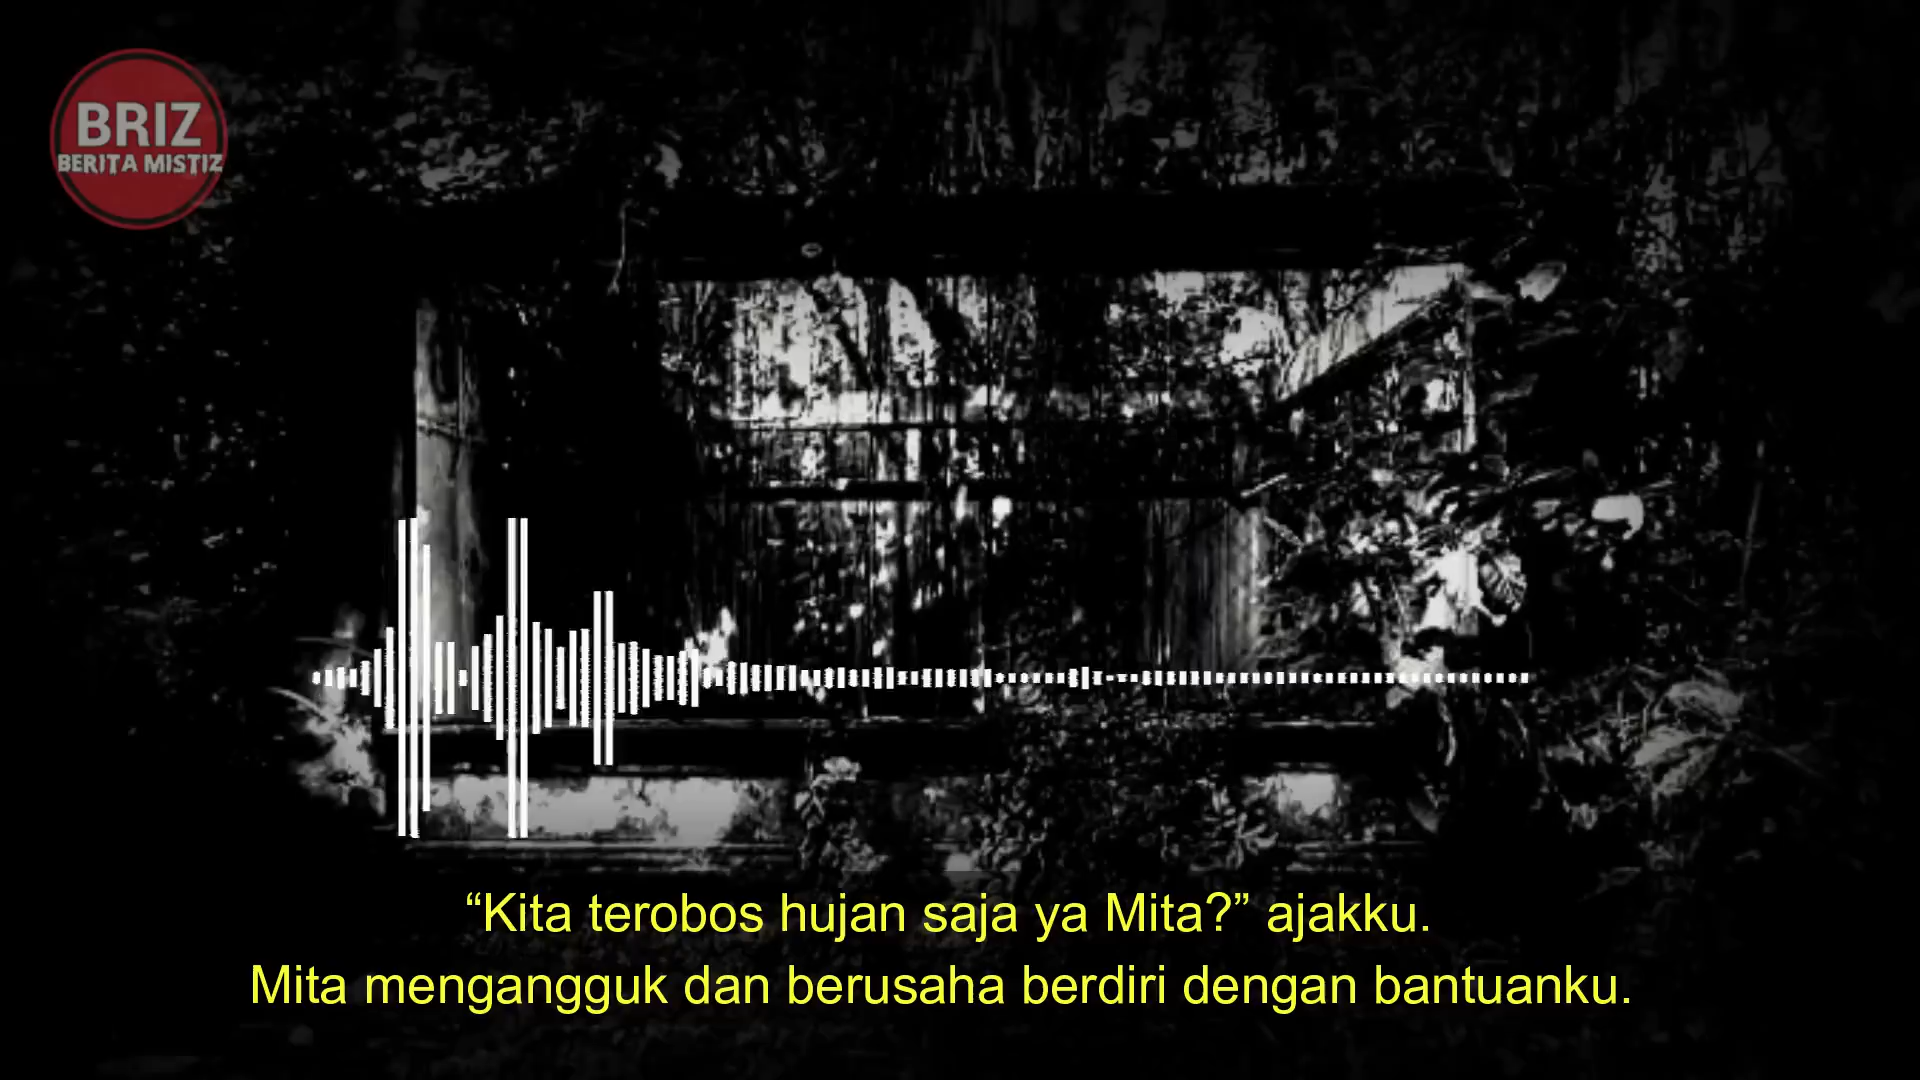 BRIZ
BERITA MISTIZ
“Kita terobos hujan saja ya Mita?” ajakku.
Mita mengangguk dan berusaha berdiri dengan bantuanku.